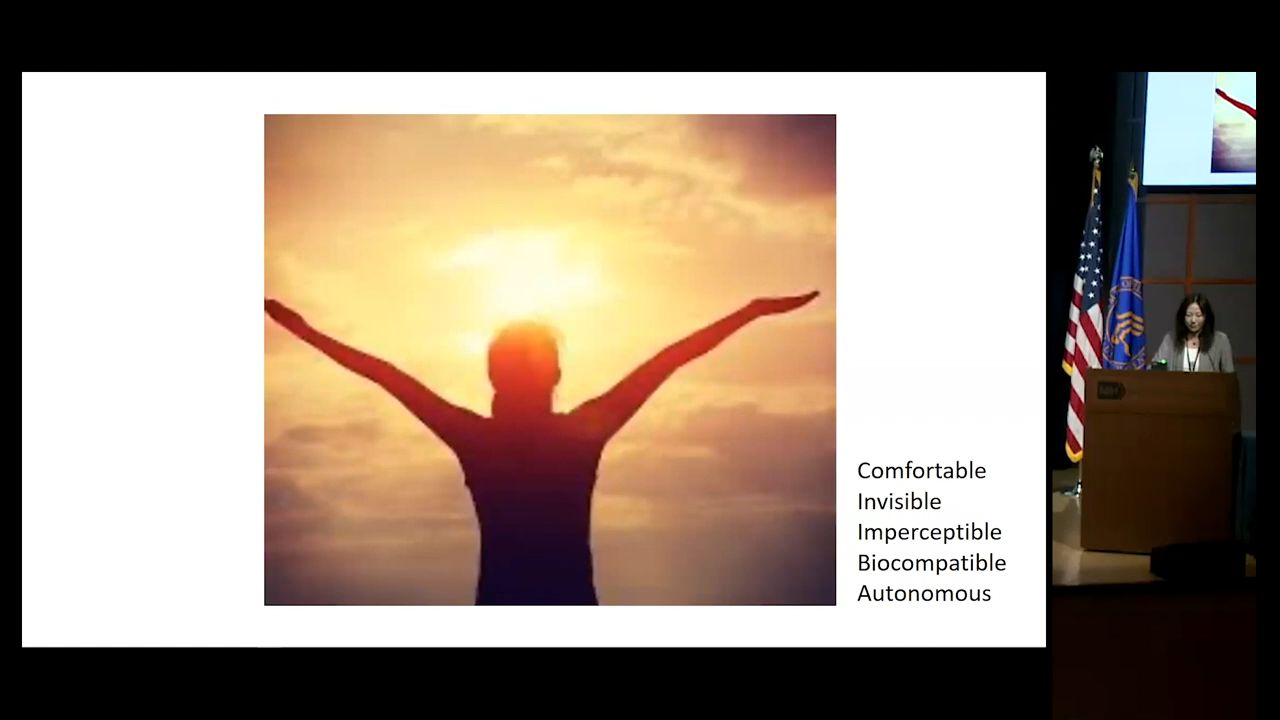 Comfortable
Invisible
Imperceptible
Biocompatible
Autonomous